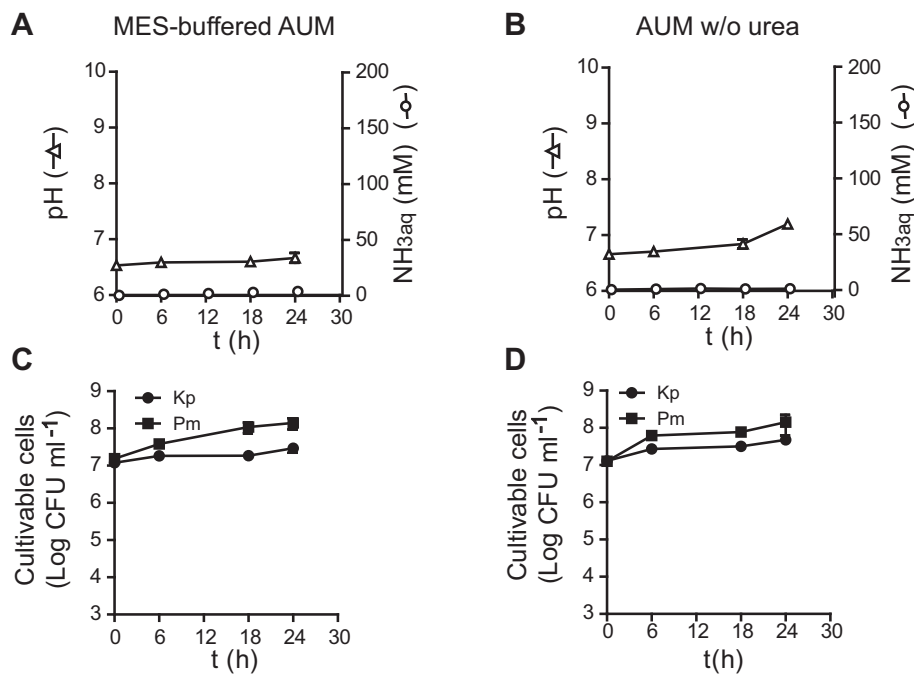 A MES-buffered AUM
B AUM w/o urea
10
9
8
7
6
pH ( )
200
150
100
50
0
NH3aq (mM) ( )
0 6 12 18 24 30
t (h)
10
9
8
7
6
pH ( )
200
150
100
50
0
NH3aq (mM) ( )
0 6 12 18 24 30
t (h)
C
Kp
Pm
9
8
7
6
5
4
3
Cultivable cells
(Log CFU ml-1)
0 6 12 18 24 30
t (h)
D
Kp
Pm
9
8
7
6
5
4
3
Cultivable cells
(Log CFU ml-1)
0 6 12 18 24 30
t(h)